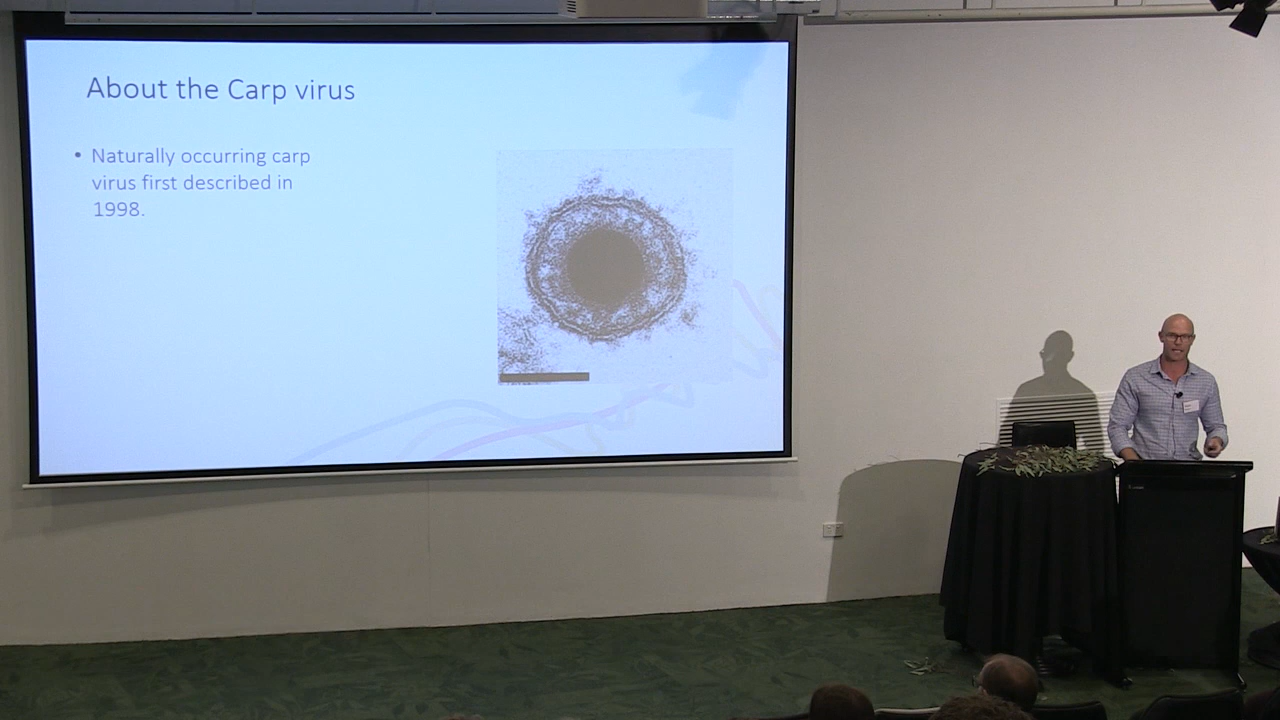 About the Carp virus
• Naturally occurring carp
virus first described in
1998.